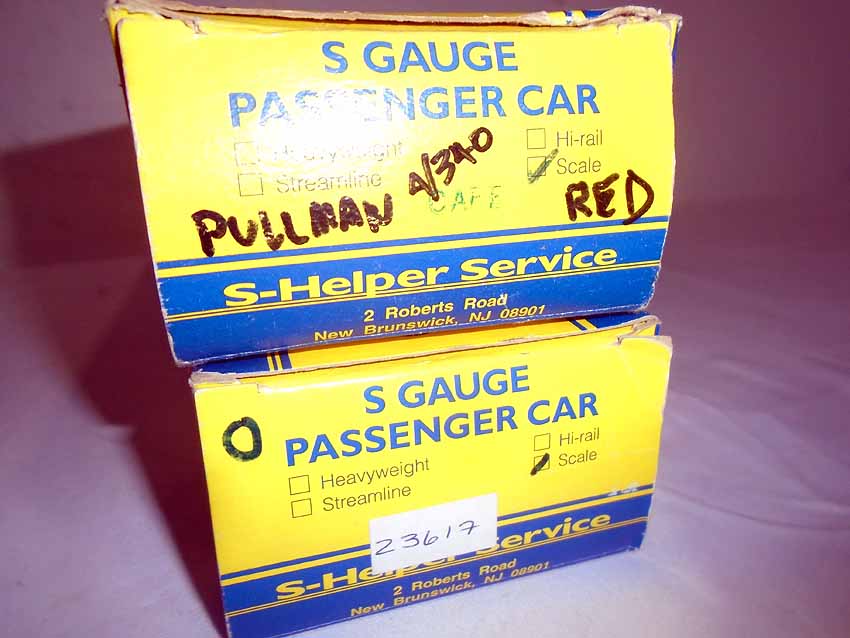 S GAUGE
PASSENGER CAR
Heavyweight
Hi-rail
Streamline
Scale
CAFE
PULLMAN
RED
S-Helper Service
2 Roberts Road
New Brunswick, NJ 08901
S GAUGE
PASSENGER CAR
O
Heavyweight
Hi-rail
Streamline
Scale
23617
S-Helper Service
2 Roberts Road
New Brunswick, NJ 08901